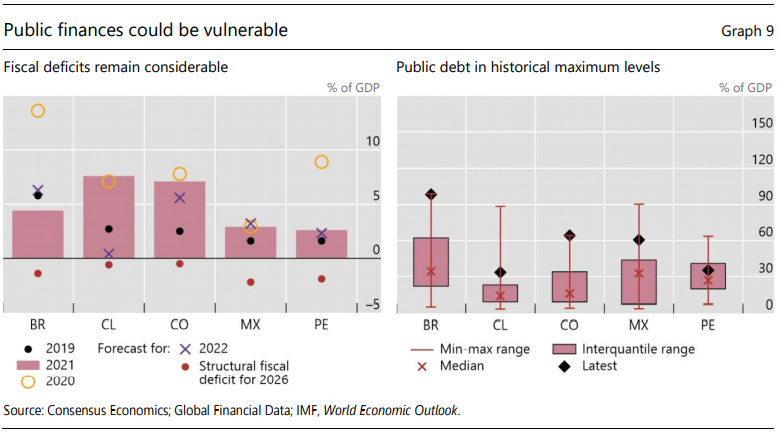 Public finances could be vulnerable
Graph 9
Fiscal deficits remain considerable
% of GDP
10
5
0
–5
BR CL CO MX PE
2019
2021
2020
Forecast for:
2022
Structural fiscal
deficit for 2026
Public debt in historical maximum levels
% of GDP
150
120
90
60
30
0
BR CL CO MX PE
Min-max range
Median
Interquantile range
Latest
Source: Consensus Economics; Global Financial Data; IMF, World Economic Outlook.